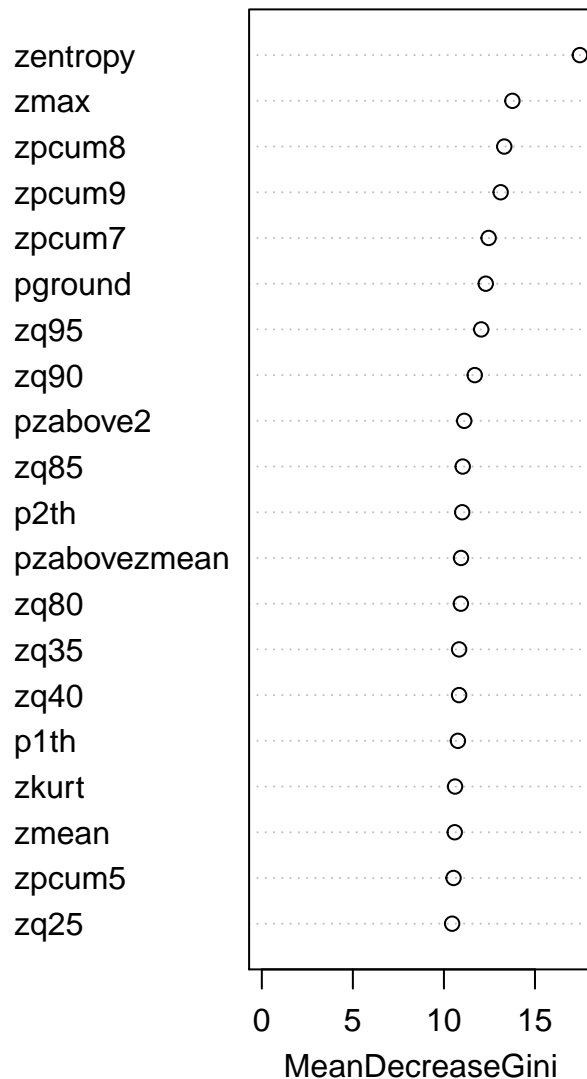 zentropy
zmax
zpcum8
zpcum9
zpcum7
pground
zq95
zq90
pzabove2
zq85
p2th
pzabovezmean
zq80
zq35
zq40
p1th
zkurt
zmean
zpcum5
zq25
0 5 10 15
MeanDecreaseGini